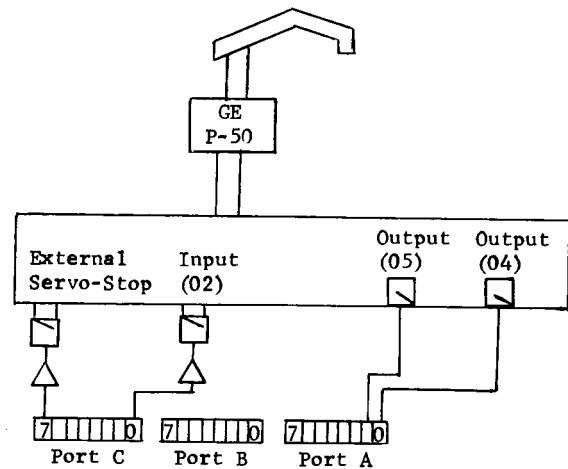 GE
P-50
External
Servo-Stop
Input
(02)
Output
(05)
Output
(04)
7 0
Port C
7 0
Port B
7 0
Port A